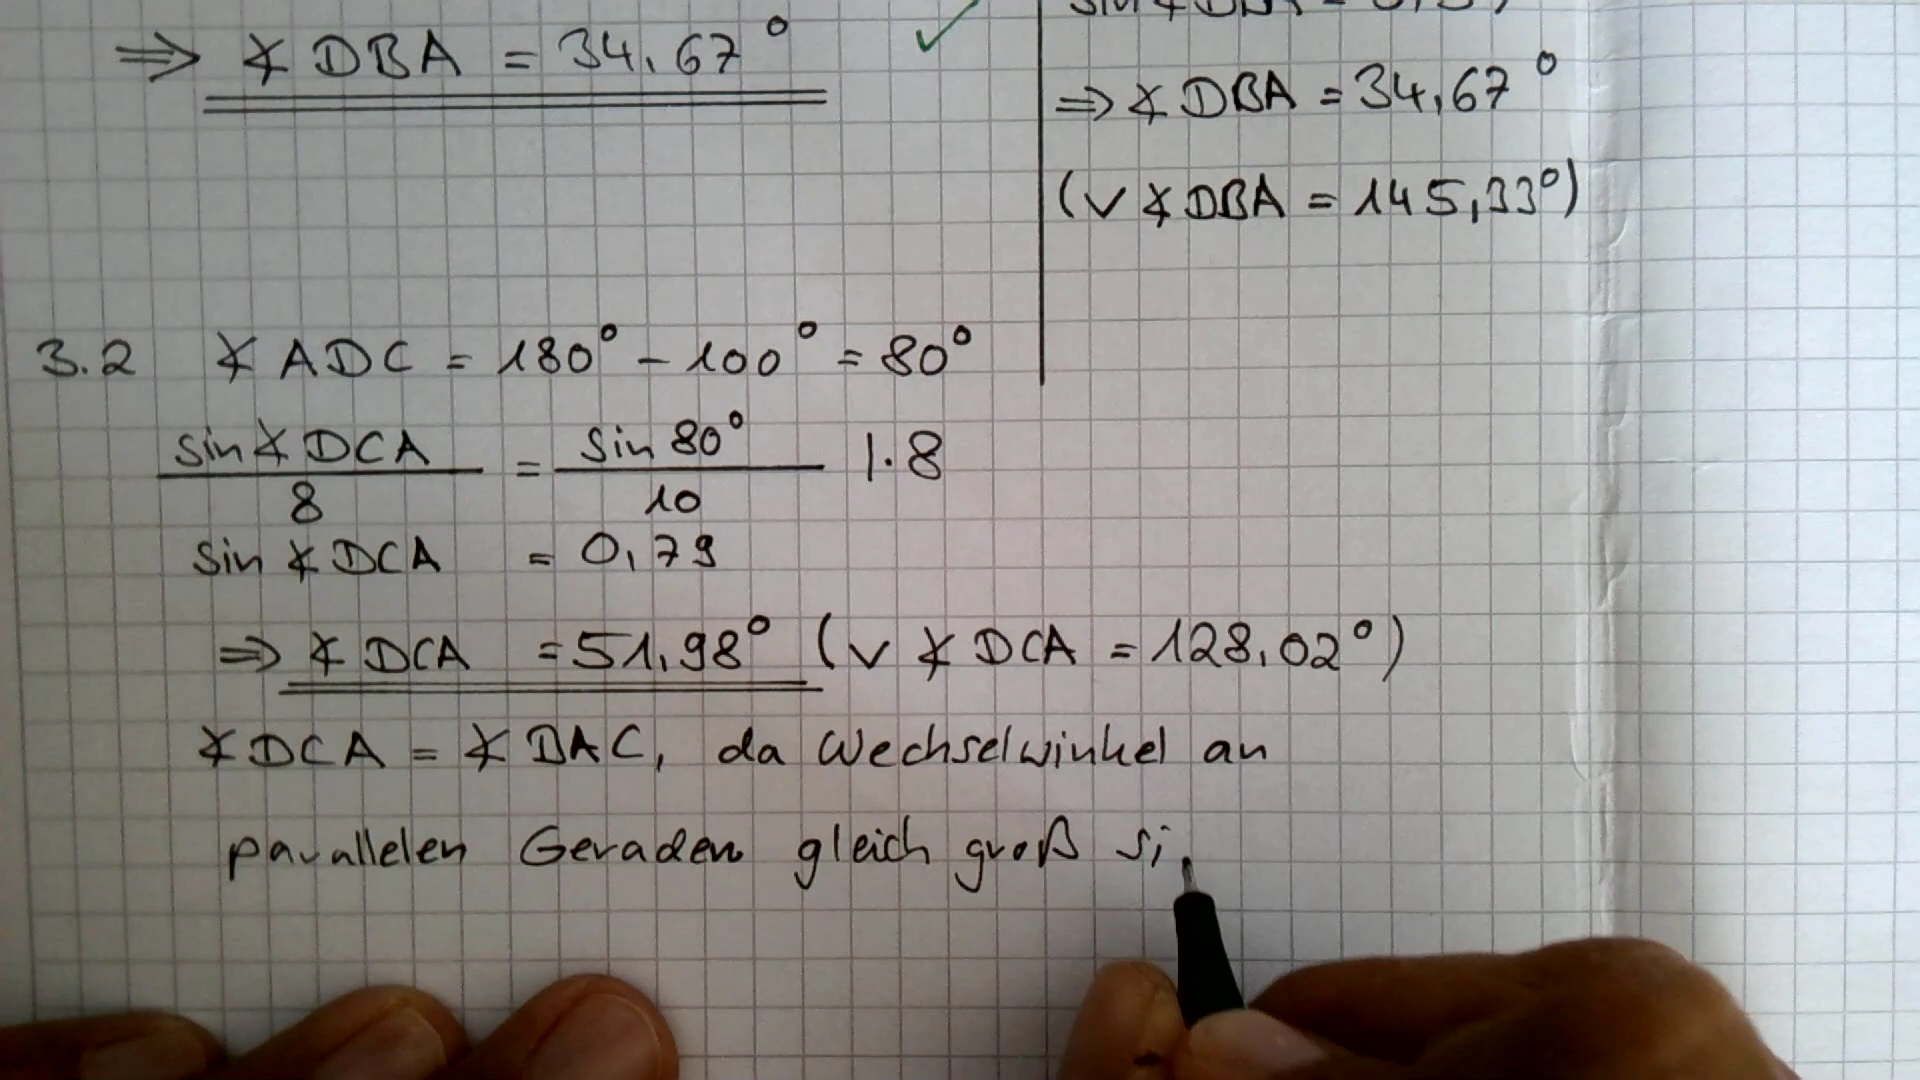 ⇒ ∡ DBA = 34,67°
⇒ ∡ DBA = 34,67°
(∨ ∡ DBA = 145,33°)
3.2 ∡ ADC = 180° - 100° = 80°
sin ∡ DCA / 8 = sin 80° / 10 |·8
sin ∡ DCA = 0,79
⇒ ∡ DCA = 51,98° (∨ ∡ DCA = 128,02°)
∡ DCA = ∡ DAC, da Wechselwinkel an
parallelen Geraden gleich groß si